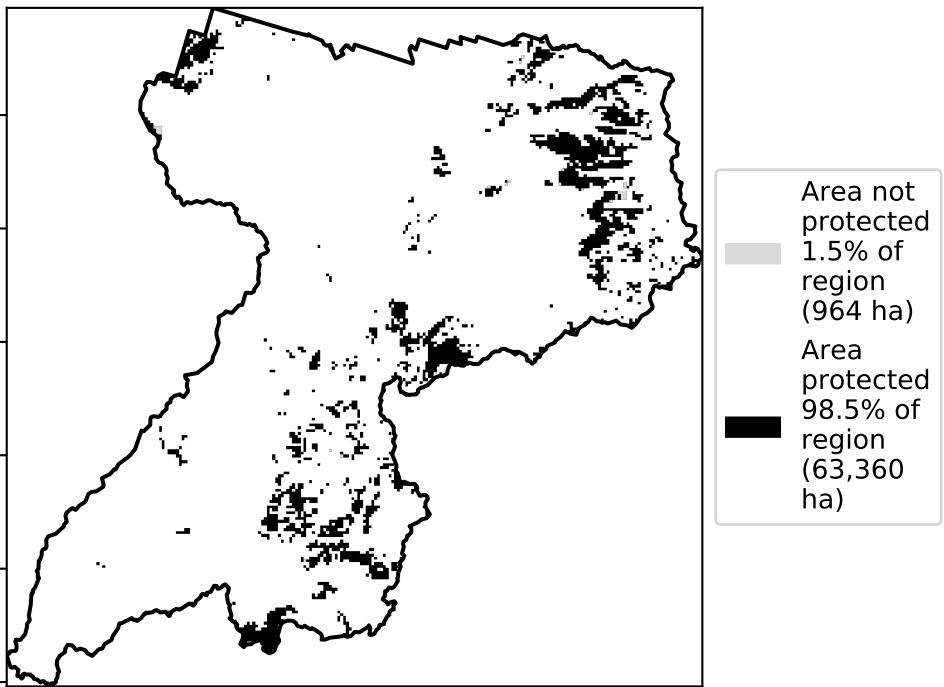 Area not
protected
1.5% of
region
(964 ha)
Area
protected
98.5% of
region
(63,360
ha)